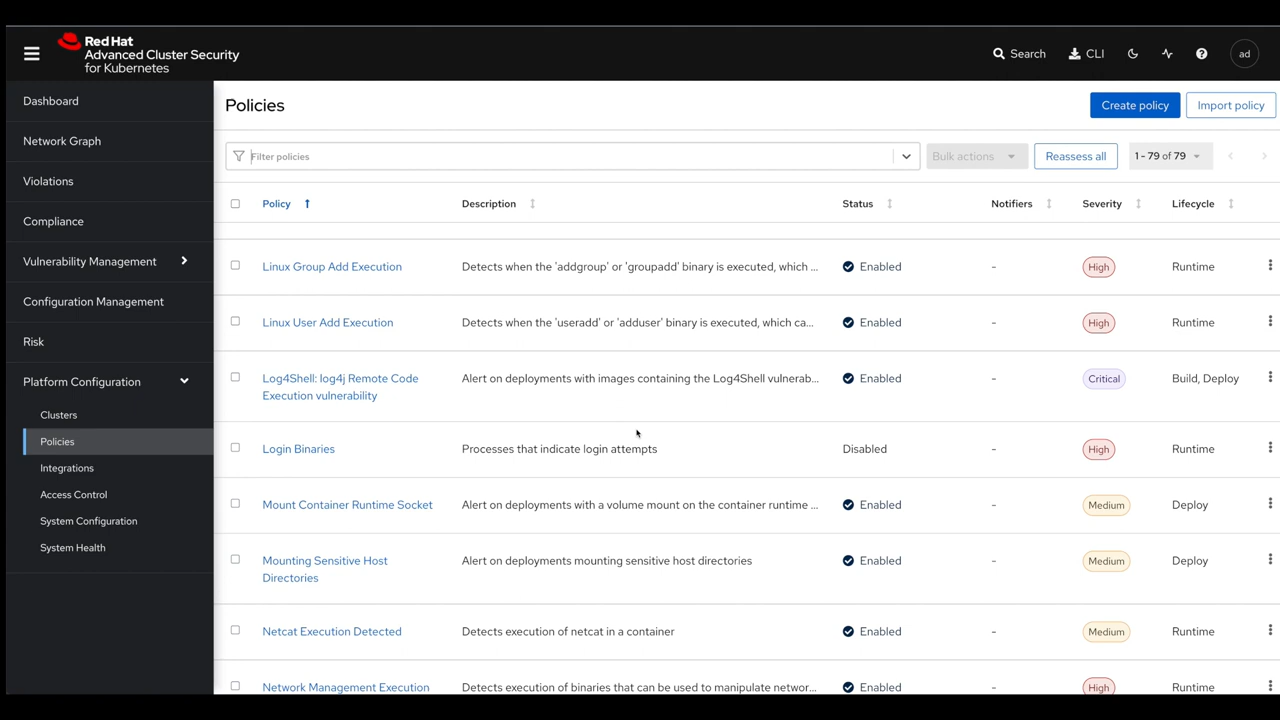 Red Hat
Advanced Cluster Security
for Kubernetes
Search
CLI
ad
Dashboard
Network Graph
Violations
Compliance
Vulnerability Management
Configuration Management
Risk
Platform Configuration
Clusters
Policies
Integrations
Access Control
System Configuration
System Health
Policies
Create policy
Import policy
Filter policies
Bulk actions
Reassess all
1 - 79 of 79
Policy
Description
Status
Notifiers
Severity
Lifecycle
Linux Group Add Execution
Detects when the 'addgroup' or 'groupadd' binary is executed, which ...
Enabled
-
High
Runtime
Linux User Add Execution
Detects when the 'useradd' or 'adduser' binary is executed, which ca...
Enabled
-
High
Runtime
Log4Shell: log4j Remote Code
Execution vulnerability
Alert on deployments with images containing the Log4Shell vulnerab...
Enabled
-
Critical
Build, Deploy
Login Binaries
Processes that indicate login attempts
Disabled
-
High
Runtime
Mount Container Runtime Socket
Alert on deployments with a volume mount on the container runtime ...
Enabled
-
Medium
Deploy
Mounting Sensitive Host
Directories
Alert on deployments mounting sensitive host directories
Enabled
-
Medium
Deploy
Netcat Execution Detected
Detects execution of netcat in a container
Enabled
-
Medium
Runtime
Network Management Execution
Detects execution of binaries that can be used to manipulate networ...
Enabled
-
High
Runtime